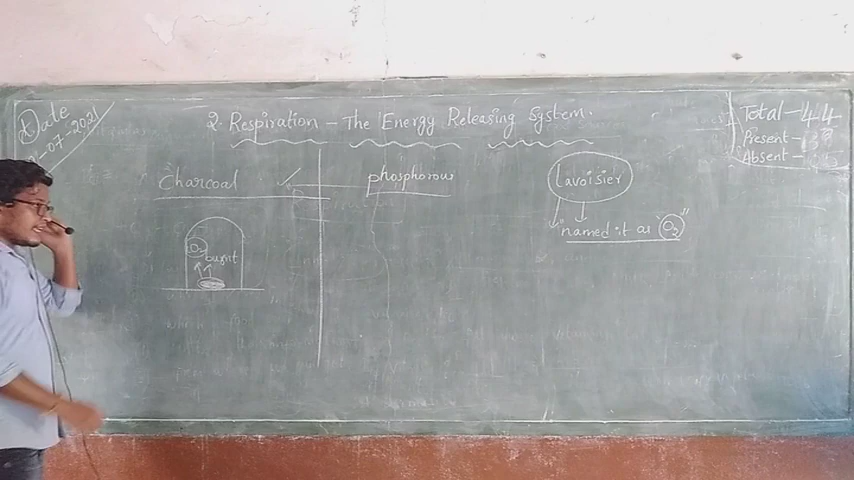 Date
-07-2021
2. Respiration - The Energy Releasing System.
Total - 44
Present -
Absent -
Charcoal
phosphorous
Lavoisier
"named it as O2"
O2
burnt